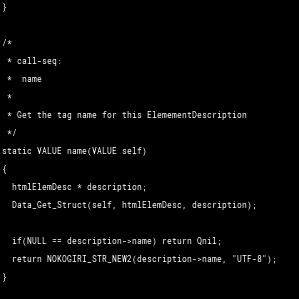 }

/*
 * call-seq:
 *  name
 *
 * Get the tag name for this ElemementDescription
 */
static VALUE name(VALUE self)
{
  htmlElemDesc * description;
  Data_Get_Struct(self, htmlElemDesc, description);

  if(NULL == description->name) return Qnil;
  return NOKOGIRI_STR_NEW2(description->name, "UTF-8");
}